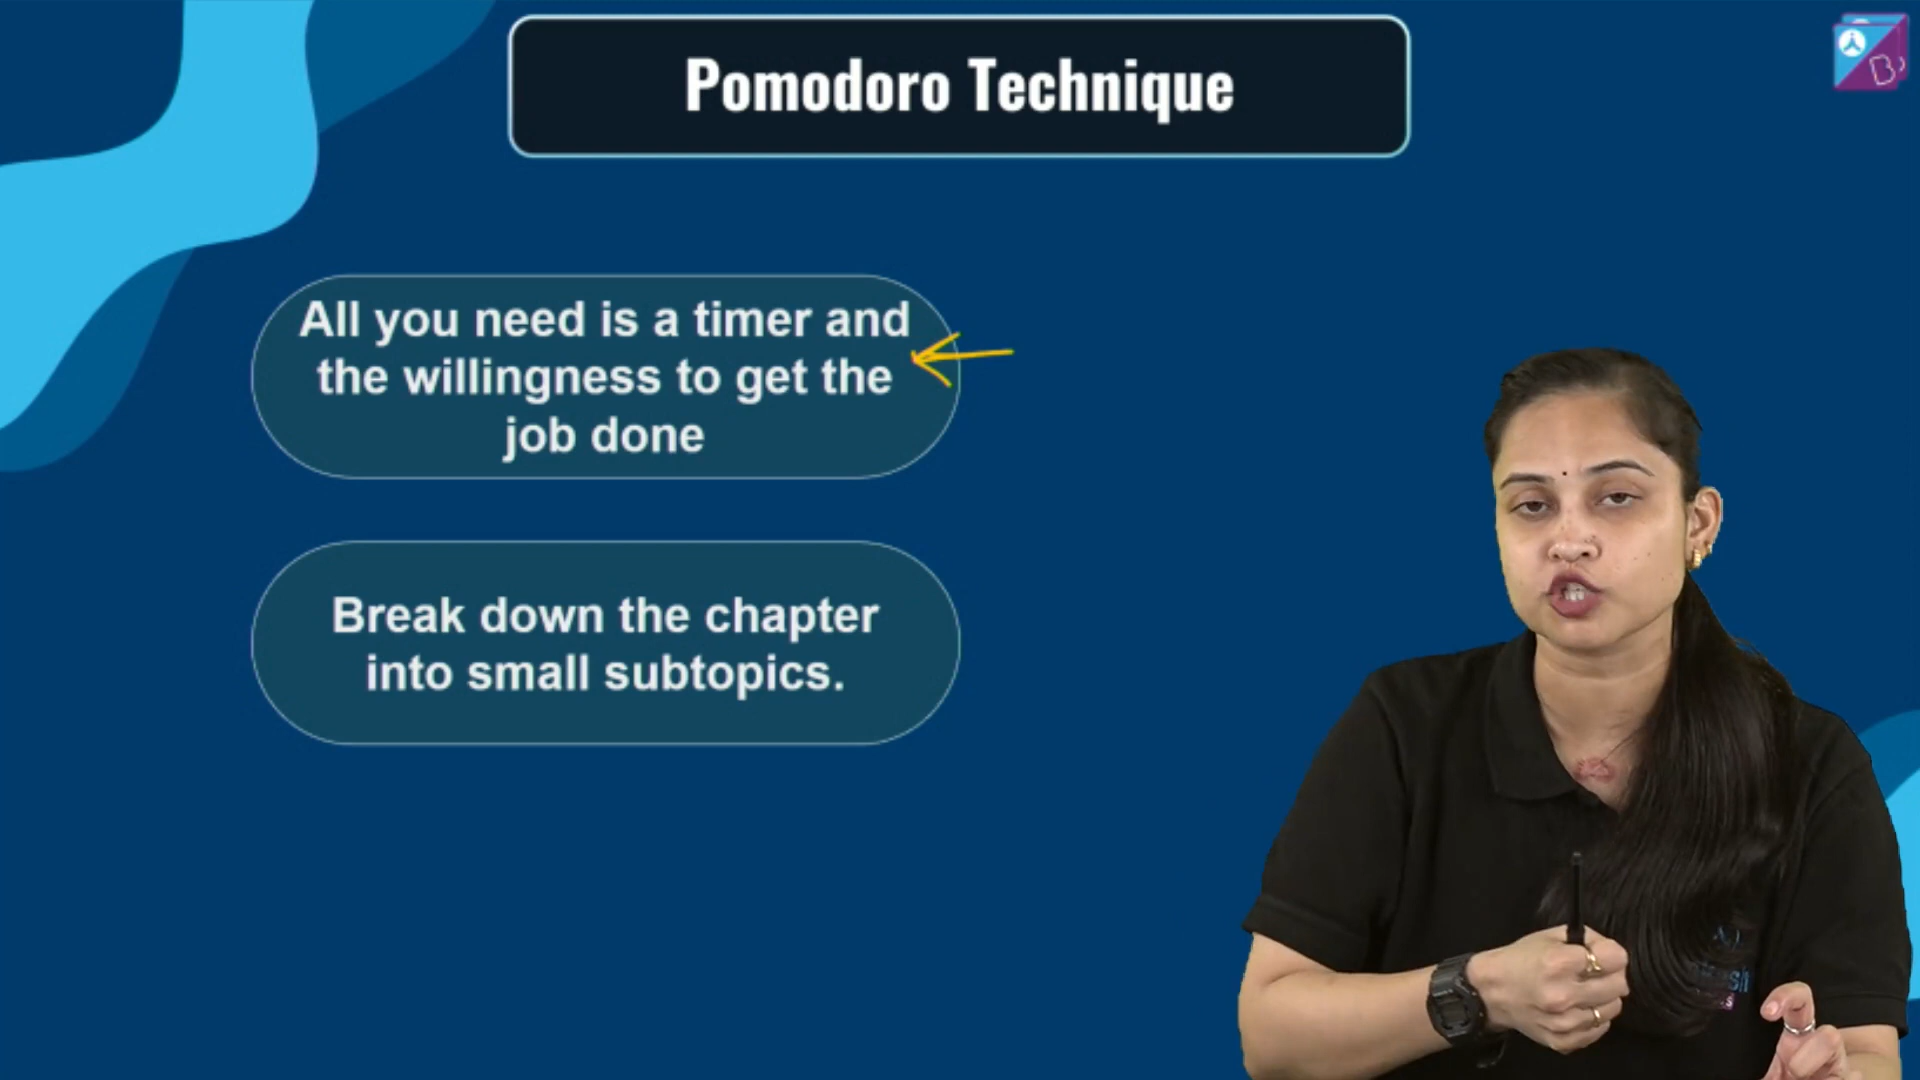 Pomodoro Technique
All you need is a timer and
the willingness to get the
job done
Break down the chapter
into small subtopics.